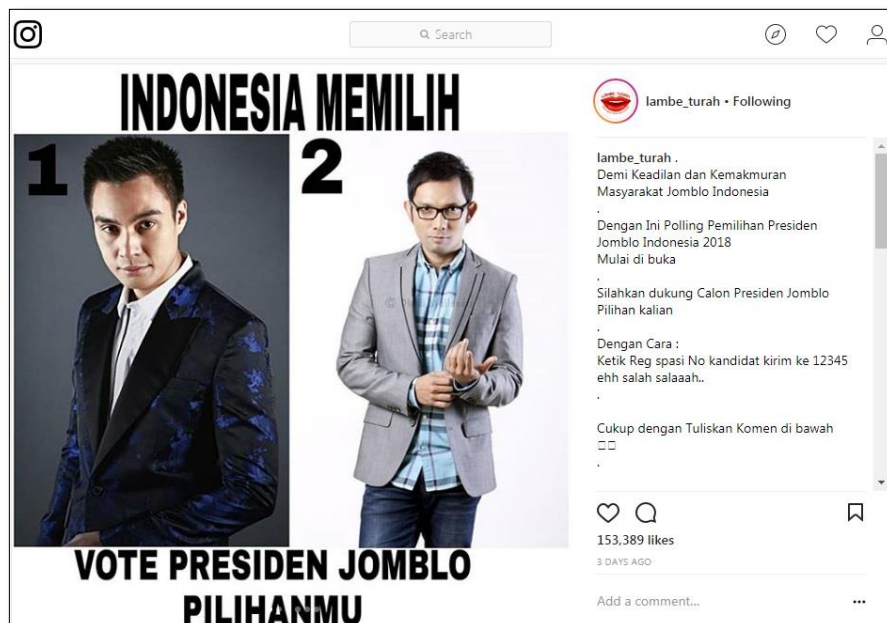 Search
INDONESIA MEMILIH
1
2
VOTE PRESIDEN JOMBLO
PILIHANMU
lambe_turah • Following
lambe_turah .
Demi Keadilan dan Kemakmuran
Masyarakat Jomblo Indonesia
.
Dengan Ini Polling Pemilihan Presiden
Jomblo Indonesia 2018
Mulai di buka
.
Silahkan dukung Calon Presiden Jomblo
Pilihan kalian
.
Dengan Cara :
Ketik Reg spasi No kandidat kirim ke 12345
ehh salah salaaah..
.
Cukup dengan Tuliskan Komen di bawah
.
153,389 likes
3 DAYS AGO
Add a comment...